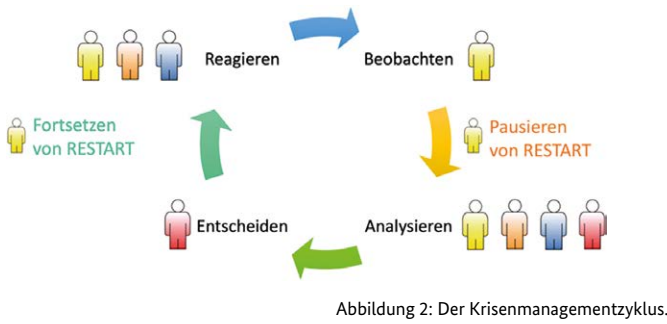 Reagieren
Beobachten
Fortsetzen
von RESTART
Pausieren
von RESTART
Entscheiden
Analysieren
Abbildung 2: Der Krisenmanagementzyklus.